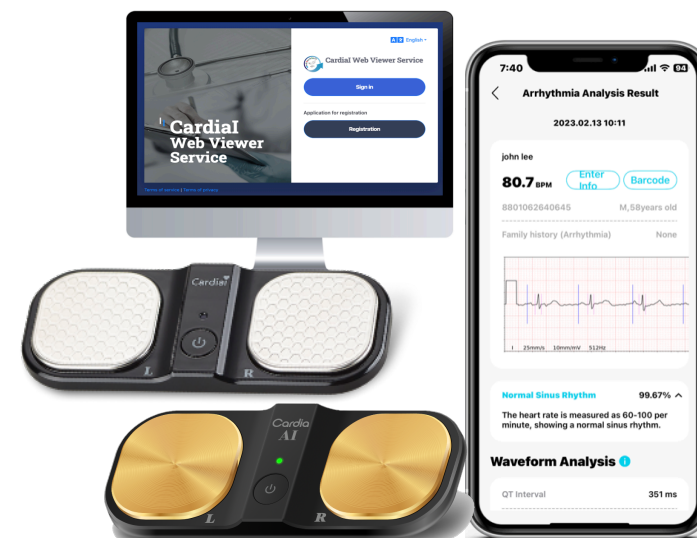 A文 English
CardiaI Web Viewer Service
Sign in
Application for registration
Registration
CardiaI
Web Viewer
Service
Terms of service | Terms of privacy
CardiaI
L
R
Cardia
AI
L
R
7:40
94
Arrhythmia Analysis Result
2023.02.13 10:11
john lee
80.7 BPM
Enter
Info
Barcode
8801062640645
M,58years old
Family history (Arrhythmia)
None
I 25mm/s 10mm/mV 512Hz
Normal Sinus Rhythm
99.67%
The heart rate is measured as 60-100 per
minute, showing a normal sinus rhythm.
Waveform Analysis
QT Interval
351 ms